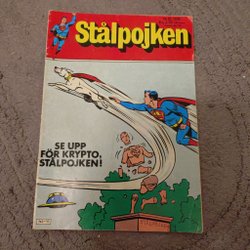 Stålpojken
SE UPP
FÖR KRYPTO,
STÅLPOJKEN!